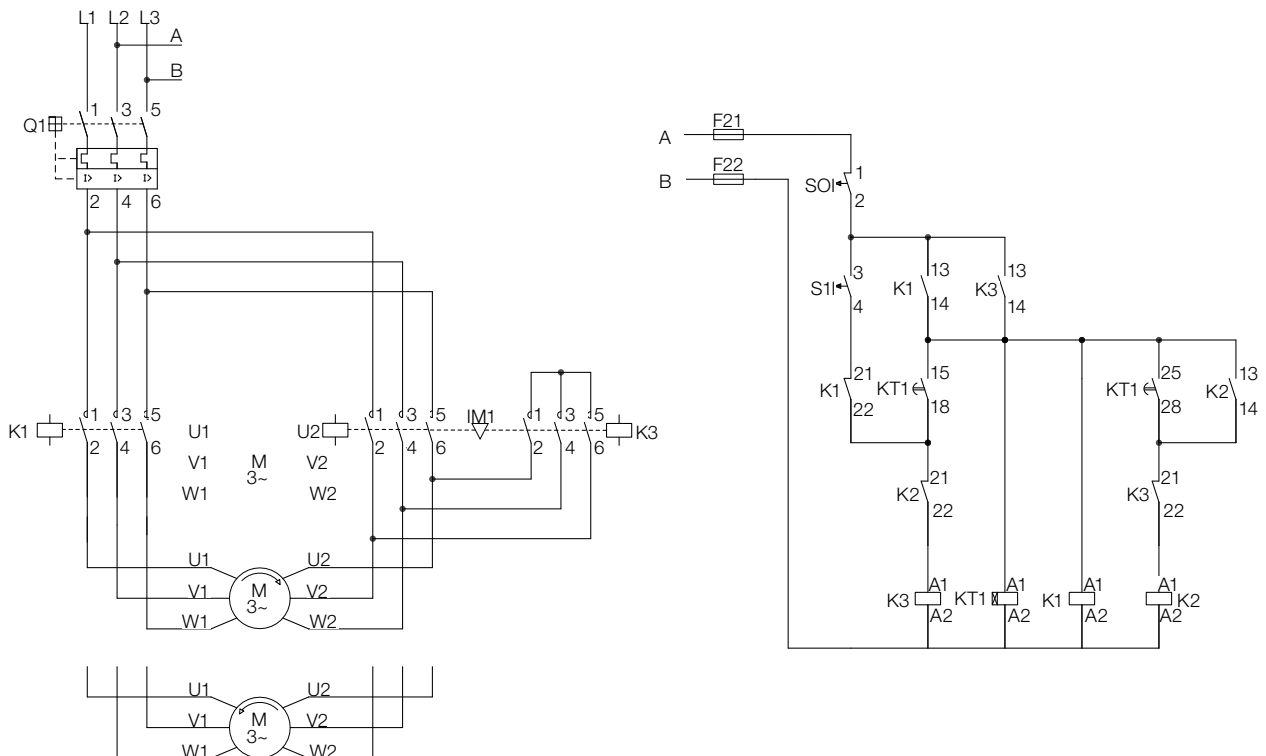 L1 L2 L3
A
B
1 3 5
Q1
I> I> I>
2 4 6
A F21
B F22
1
S0
2
3 13 13
S1 K1 K3
4 14 14
21 15 25 13
K1 KT1 KT1 K2
22 18 28 14
1 3 5 1 3 5 IM1 1 3 5
K1 U1 U2 K3
2 4 6 2 4 6 2 4 6
V1 M V2
3~
W1 W2
21 21
K2 K3
22 22
U1 U2
V1 M V2
3~
W1 W2
A1 A1 A1 A1
K3 KT1 K1 K2
A2 A2 A2 A2
U1 U2
V1 M V2
3~
W1 W2